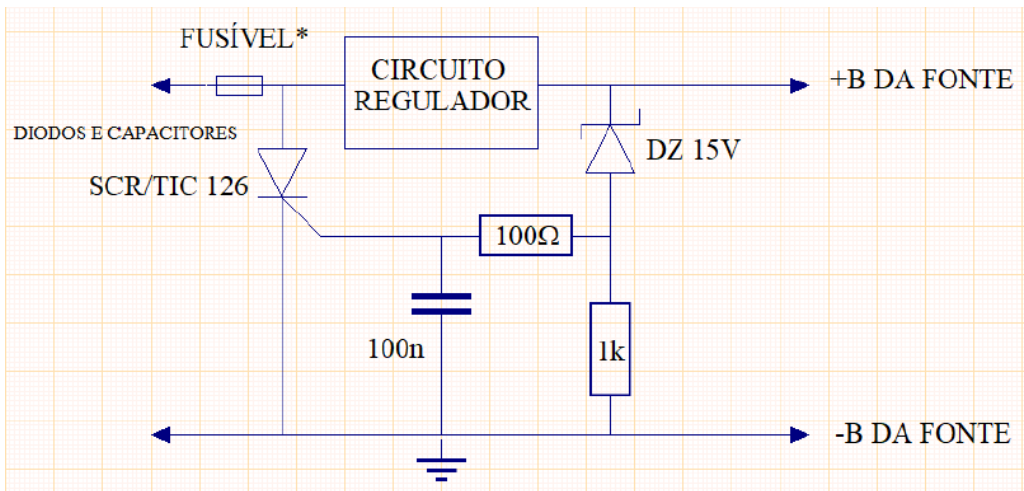 FUSÍVEL*
CIRCUITO
REGULADOR
+B DA FONTE
DIODOS E CAPACITORES
DZ 15V
SCR/TIC 126
100Ω
100n
1k
-B DA FONTE